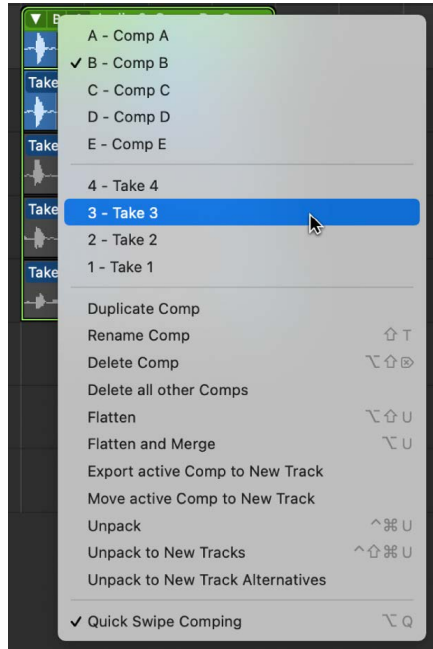 A - Comp A
✓ B - Comp B
C - Comp C
D - Comp D
E - Comp E
Take
4 - Take 4
Take
3 - Take 3
Take
2 - Take 2
1 - Take 1
Take
Duplicate Comp
Rename Comp ⇧ T
Delete Comp ⌥⇧⌦
Delete all other Comps
Flatten ⌥⇧U
Flatten and Merge ⌥U
Export active Comp to New Track
Move active Comp to New Track
Unpack ^⌘U
Unpack to New Tracks ^⇧⌘U
Unpack to New Track Alternatives
✓ Quick Swipe Comping ⌥Q